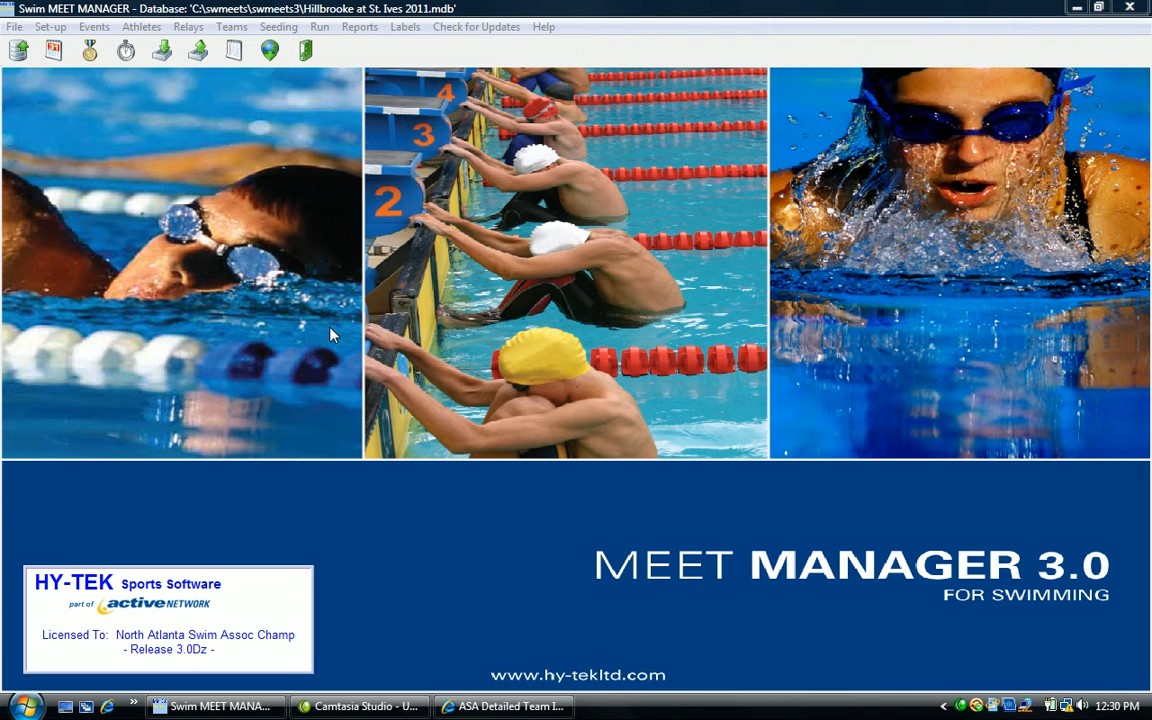 Swim MEET MANAGER - Database: 'C:\swmeets\swmeets3\Hillbrooke at St. Ives 2011.mdb'
File Set-up Events Athletes Relays Teams Seeding Run Reports Labels Check for Updates Help
31
4
3
2
MEET MANAGER 3.0
FOR SWIMMING
HY-TEK Sports Software
part of activeNETWORK
Licensed To: North Atlanta Swim Assoc Champ
- Release 3.0Dz -
www.hy-tekltd.com
Swim MEET MANA... Camtasia Studio - U... ASA Detailed Team I... 12:30 PM